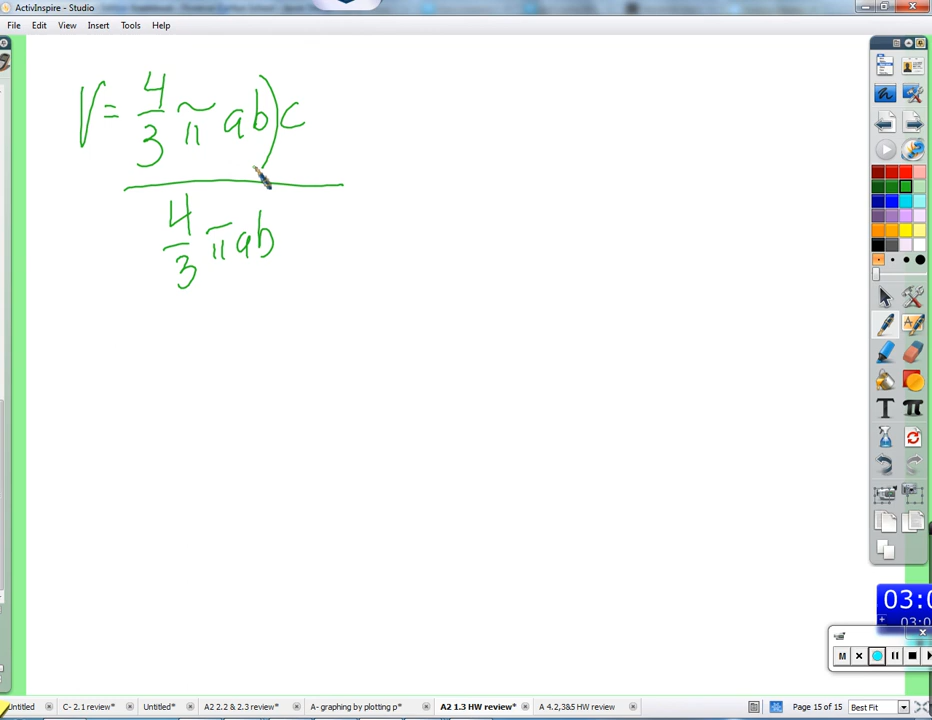 ActivInspire - Studio
File Edit View Insert Tools Help
V = 4/3 π ab) c
4/3 π ab
03:0
03:0
M
Untitled C- 2.1 review* Untitled* A2 2.2 & 2.3 review* A- graphing by plotting p* A2 1.3 HW review* A 4.2,3&5 HW review Page 15 of 15 Best Fit